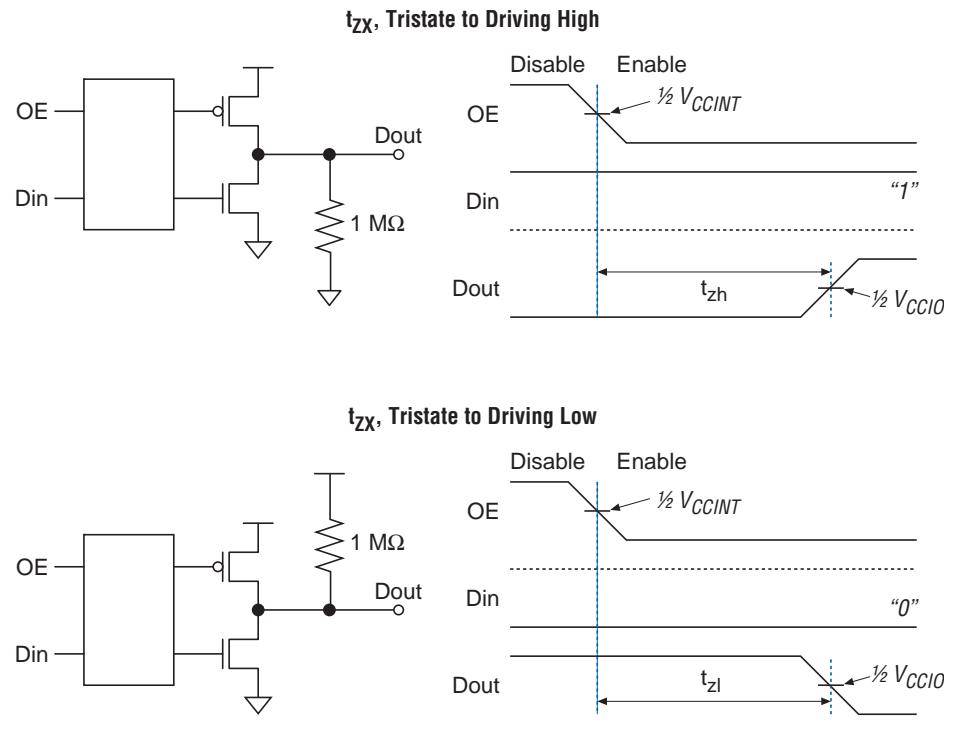 tZX, Tristate to Driving High
Disable Enable
OE
Din
Dout
1 MΩ
OE
½ VCCINT
Din
“1”
Dout
tzh
½ VCCIO
tZX, Tristate to Driving Low
Disable Enable
OE
Din
1 MΩ
Dout
OE
½ VCCINT
Din
“0”
Dout
tzl
½ VCCIO